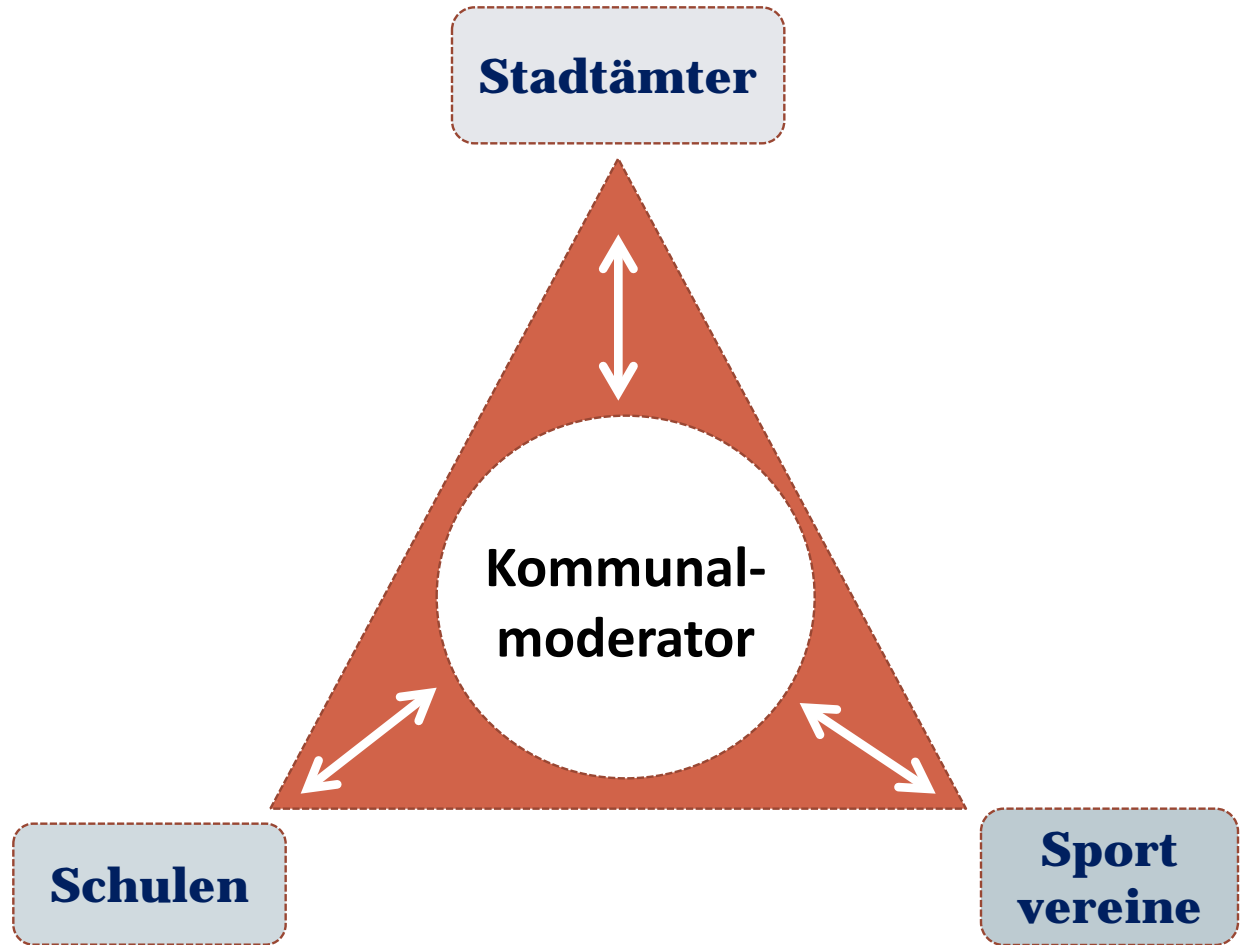 Stadtämter
Kommunal-
moderator
Schulen
Sport
vereine